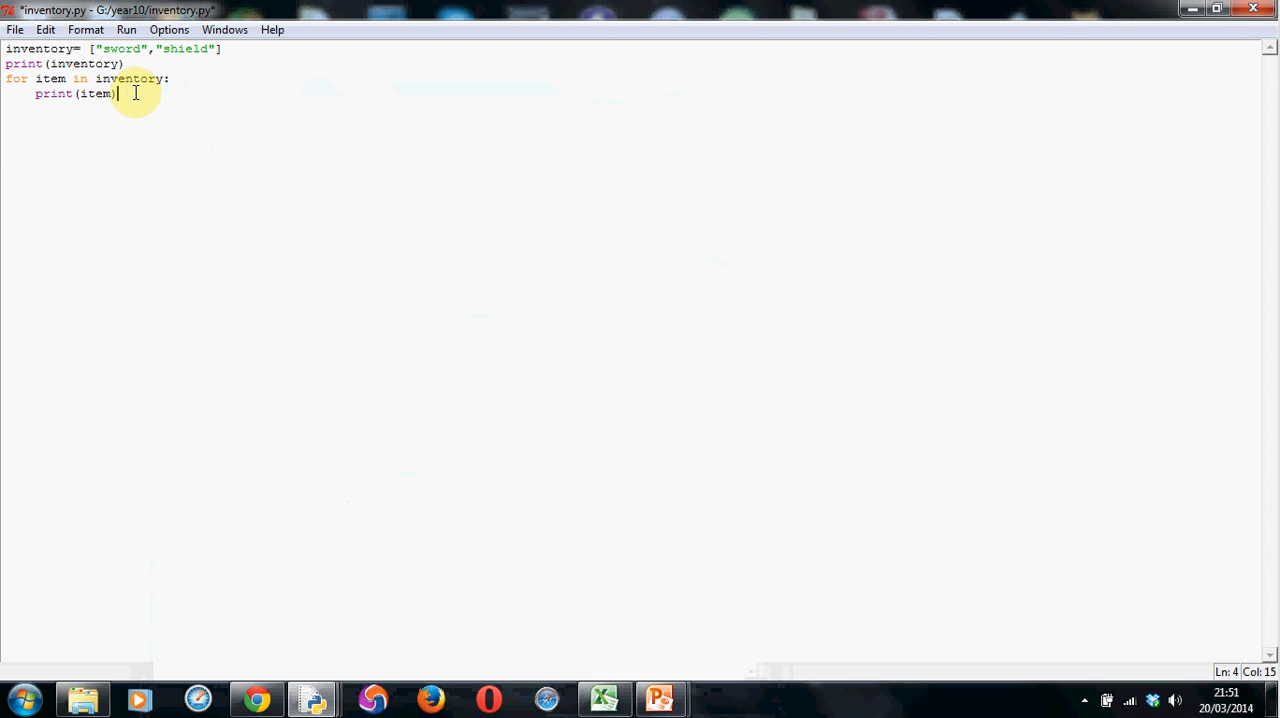 *inventory.py - G:/year10/inventory.py*
File Edit Format Run Options Windows Help
inventory= ["sword","shield"]
print(inventory)
for item in inventory:
    print(item)
Ln: 4 Col: 15
21:51
20/03/2014